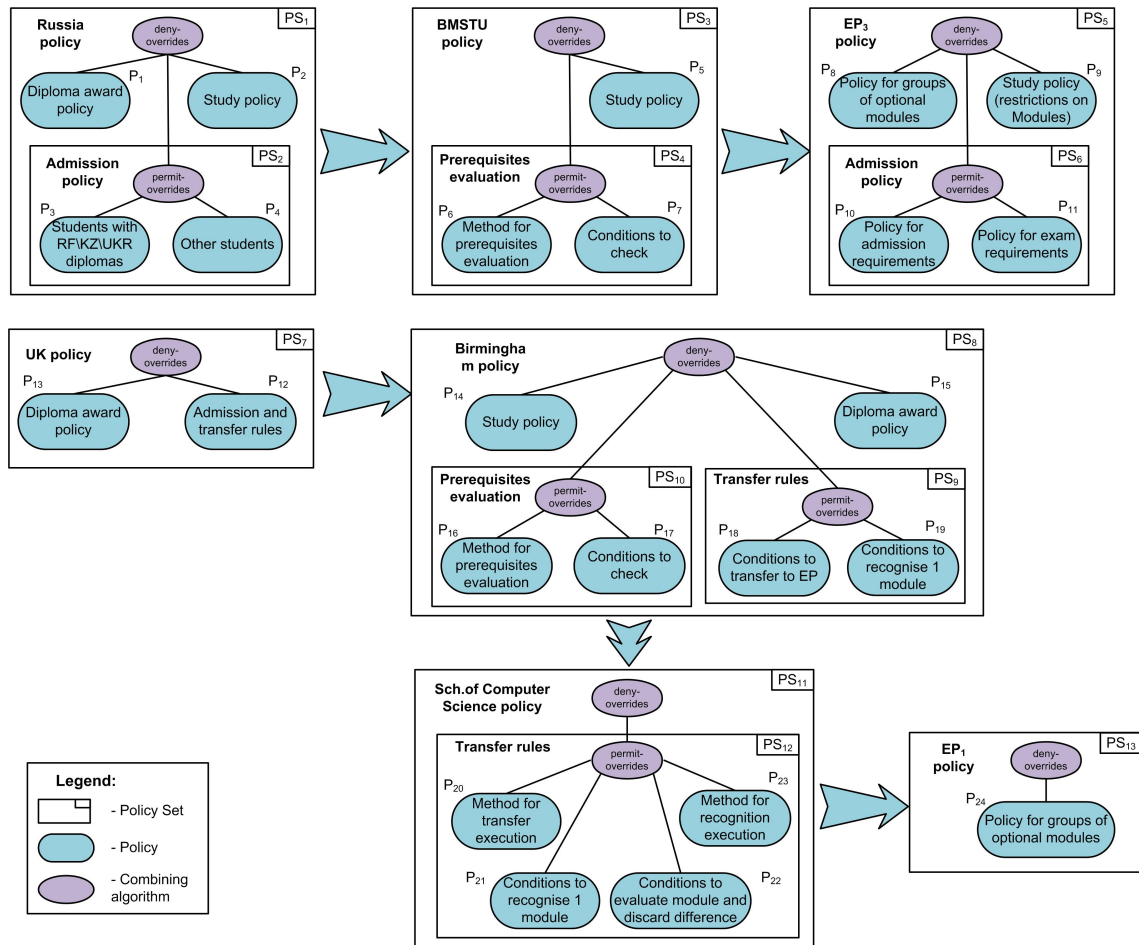 Russia
policy
deny-
overrides
PS1
Diploma award
policy
P1
P2
Study policy
Admission
policy
PS2
permit-
overrides
P3
Students with
RF\KZ\UKR
diplomas
P4
Other students
BMSTU
policy
deny-
overrides
PS3
P5
Study policy
Prerequisites
evaluation
PS4
permit-
overrides
P6
Method for
prerequisites
evaluation
P7
Conditions to
check
EP3
policy
deny-
overrides
PS5
P8
Policy for groups
of optional
modules
P9
Study policy
(restrictions on
Modules)
Admission
policy
PS6
permit-
overrides
P10
Policy for
admission
requirements
P11
Policy for exam
requirements
UK policy
deny-
overrides
PS7
P13
Diploma award
policy
P12
Admission and
transfer rules
Birmingha
m policy
deny-
overrides
PS8
P14
Study policy
P15
Diploma award
policy
Prerequisites
evaluation
PS10
permit-
overrides
P16
Method for
prerequisites
evaluation
P17
Conditions to
check
Transfer rules
PS9
permit-
overrides
P18
Conditions to
transfer to EP
P19
Conditions to
recognise 1
module
Sch.of Computer
Science policy
deny-
overrides
PS11
Transfer rules
PS12
permit-
overrides
P20
Method for
transfer
execution
P23
Method for
recognition
execution
P21
Conditions to
recognise 1
module
P22
Conditions to
evaluate module and
discard difference
EP1
policy
deny-
overrides
PS13
P24
Policy for groups of
optional modules
Legend:
- Policy Set
- Policy
- Combining
algorithm